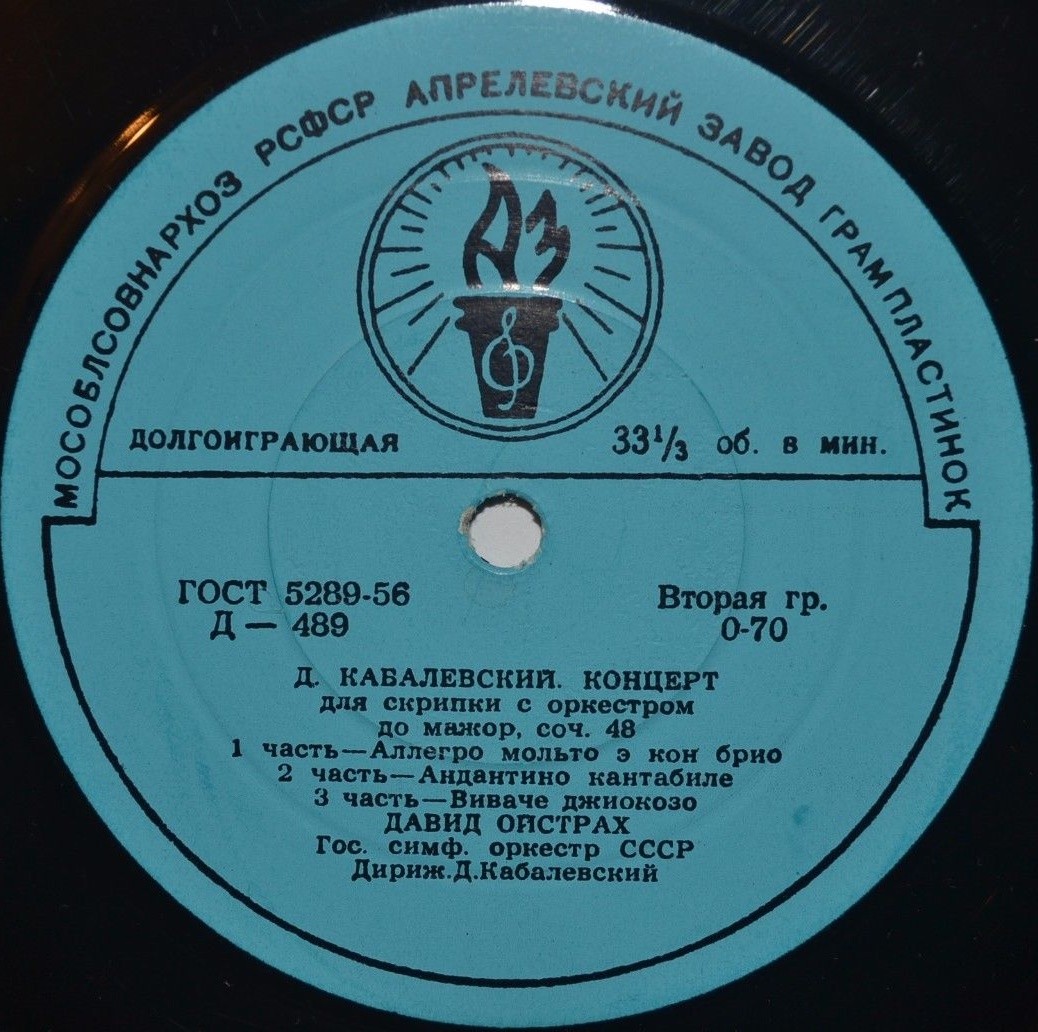 МОСОБЛСОВНАРХОЗ РСФСР АПРЕЛЕВСКИЙ ЗАВОД ГРАМПЛАСТИНОК
АЗ
ДОЛГОИГРАЮЩАЯ 33⅓ об. в мин.
ГОСТ 5289-56 Вторая гр.
Д — 489 0-70
Д. КАБАЛЕВСКИЙ. КОНЦЕРТ
для скрипки с оркестром
до мажор, соч. 48
1 часть—Аллегро мольто э кон брио
2 часть—Андантино кантабиле
3 часть—Виваче джиокозо
ДАВИД ОЙСТРАХ
Гос. симф. оркестр СССР
Дириж.Д.Кабалевский